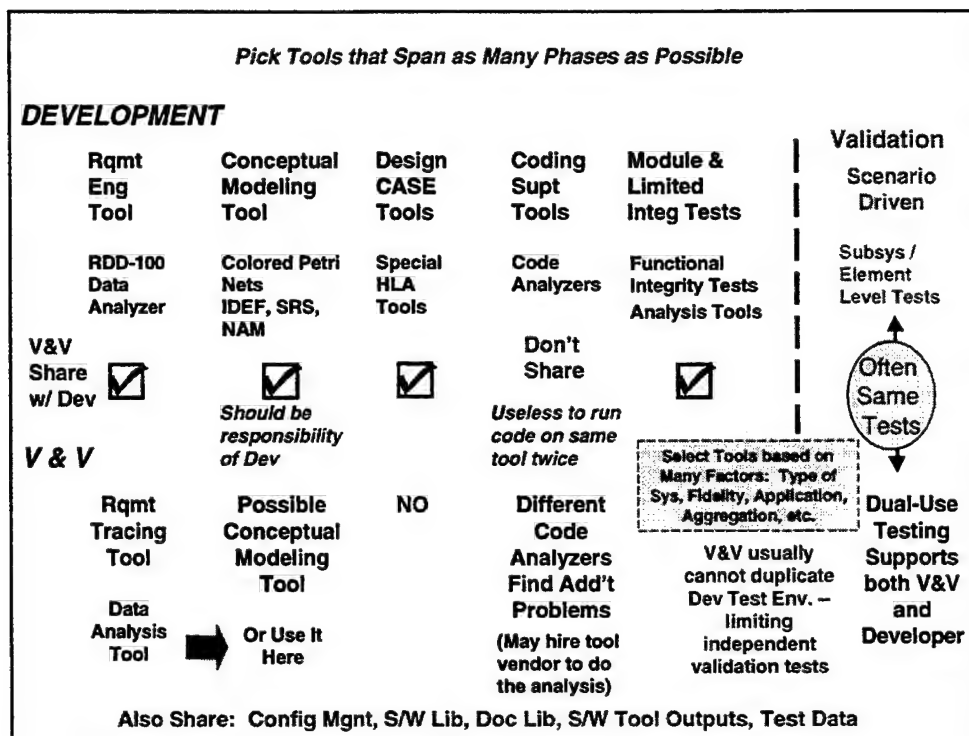 Pick Tools that Span as Many Phases as Possible
DEVELOPMENT
Rqmt
Eng
Tool
Conceptual
Modeling
Tool
Design
CASE
Tools
Coding
Supt
Tools
Module &
Limited
Integ Tests
Validation
Scenario
Driven
RDD-100
Data
Analyzer
Colored Petri
Nets
IDEF, SRS,
NAM
Special
HLA
Tools
Code
Analyzers
Functional
Integrity Tests
Analysis Tools
Subsys /
Element
Level Tests
V&V
Share
w/ Dev
Should be
responsibility
of Dev
Don't
Share
Useless to run
code on same
tool twice
Often
Same
Tests
V & V
Select Tools based on
Many Factors: Type of
Sys, Fidelity, Application,
Aggregation, etc.
Rqmt
Tracing
Tool
Possible
Conceptual
Modeling
Tool
NO
Different
Code
Analyzers
Find Add't
Problems
(May hire tool
vendor to do
the analysis)
V&V usually
cannot duplicate
Dev Test Env. –
limiting
independent
validation tests
Dual-Use
Testing
Supports
both V&V
and
Developer
Data
Analysis
Tool
Or Use It
Here
Also Share: Config Mgnt, S/W Lib, Doc Lib, S/W Tool Outputs, Test Data